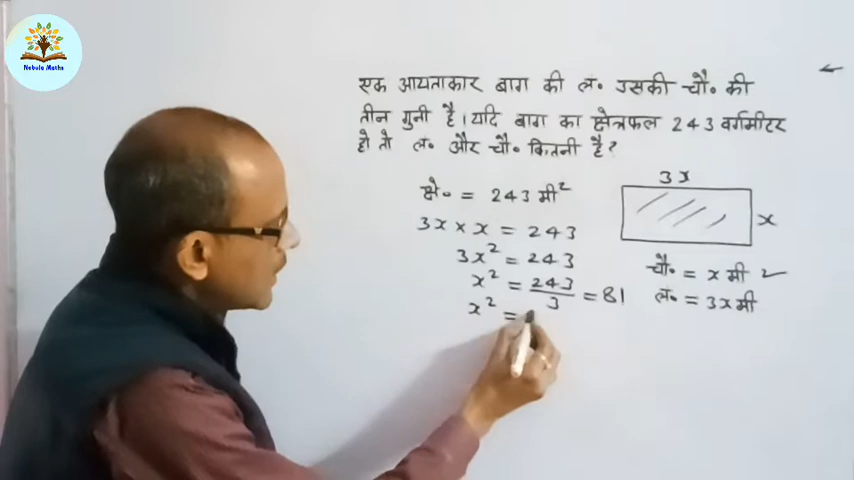 Nebula Maths
एक आयताकार बाग की लं० उसकी चौ० की
तीन गुनी है। यदि बाग का क्षेत्रफल 243 वर्गमीटर
हो तो लं० और चौ० कितनी है?
3x
क्षे० = 243 मी²
x
3x × x = 243
3x² = 243
चौ० = x मी
x² = 243/3 = 81
लं० = 3x मी
x² =